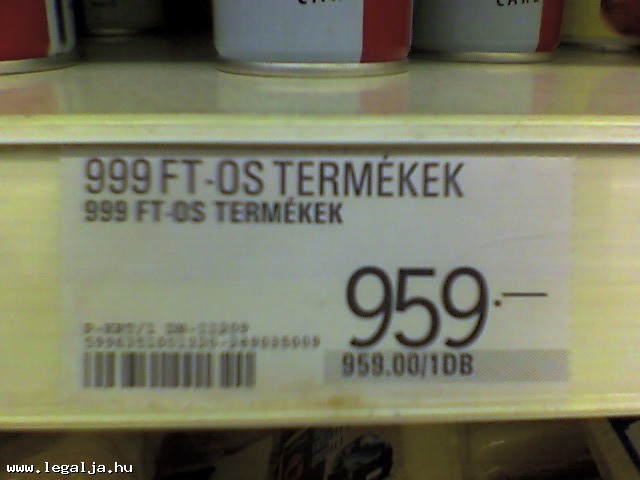 999 FT-OS TERMÉKEK
999 FT-OS TERMÉKEK
959.—
959.00/1DB
www.legalja.hu